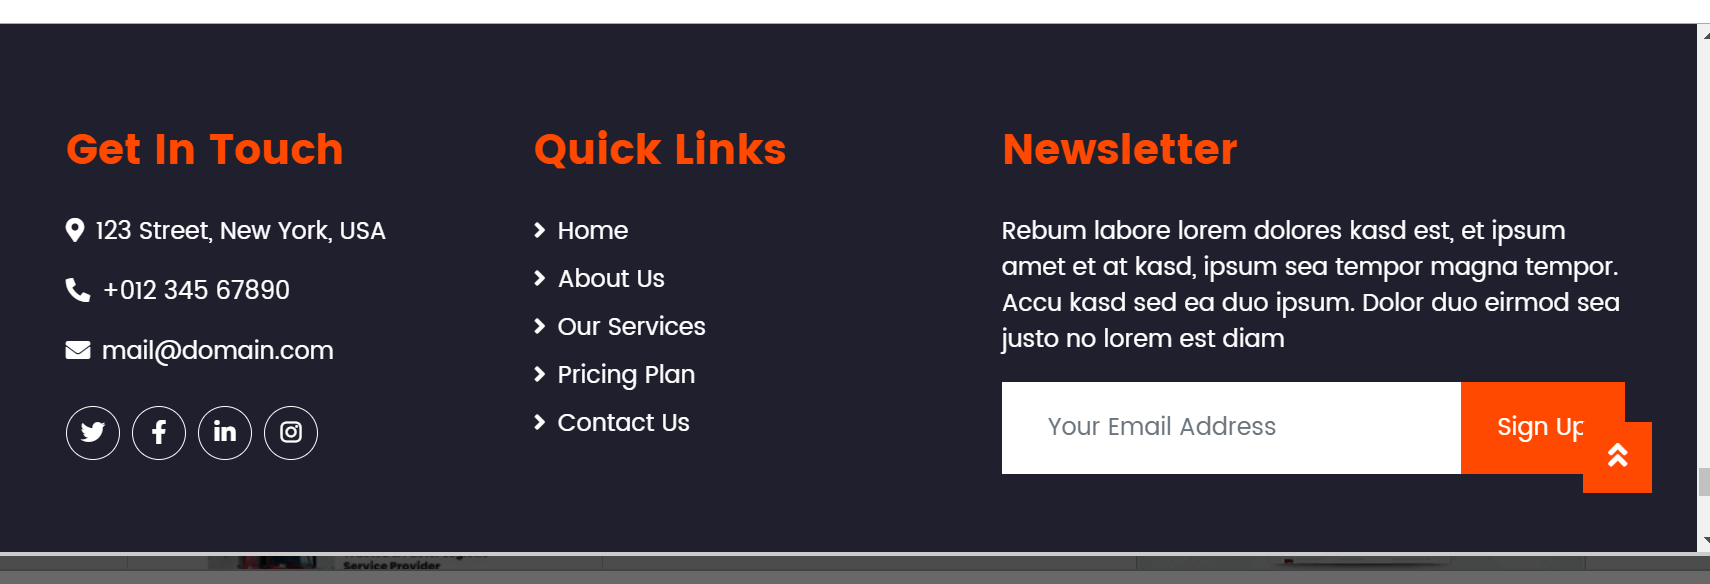 Get In Touch
123 Street, New York, USA
+012 345 67890
mail@domain.com
Quick Links
Home
About Us
Our Services
Pricing Plan
Contact Us
Newsletter
Rebum labore lorem dolores kasd est, et ipsum
amet et at kasd, ipsum sea tempor magna tempor.
Accu kasd sed ea duo ipsum. Dolor duo eirmod sea
justo no lorem est diam
Your Email Address
Sign Up
Service Provider